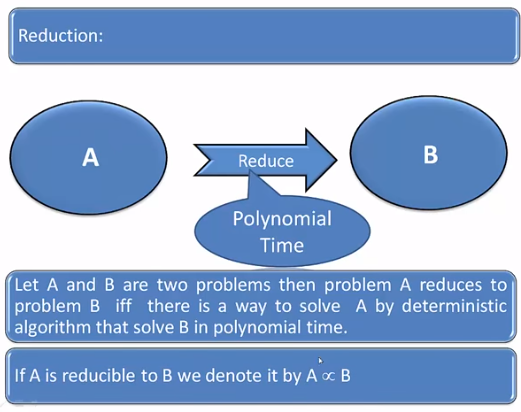 Reduction:
A
Reduce
B
Polynomial
Time
Let A and B are two problems then problem A reduces to
problem B iff there is a way to solve A by deterministic
algorithm that solve B in polynomial time.
If A is reducible to B we denote it by A ∝ B